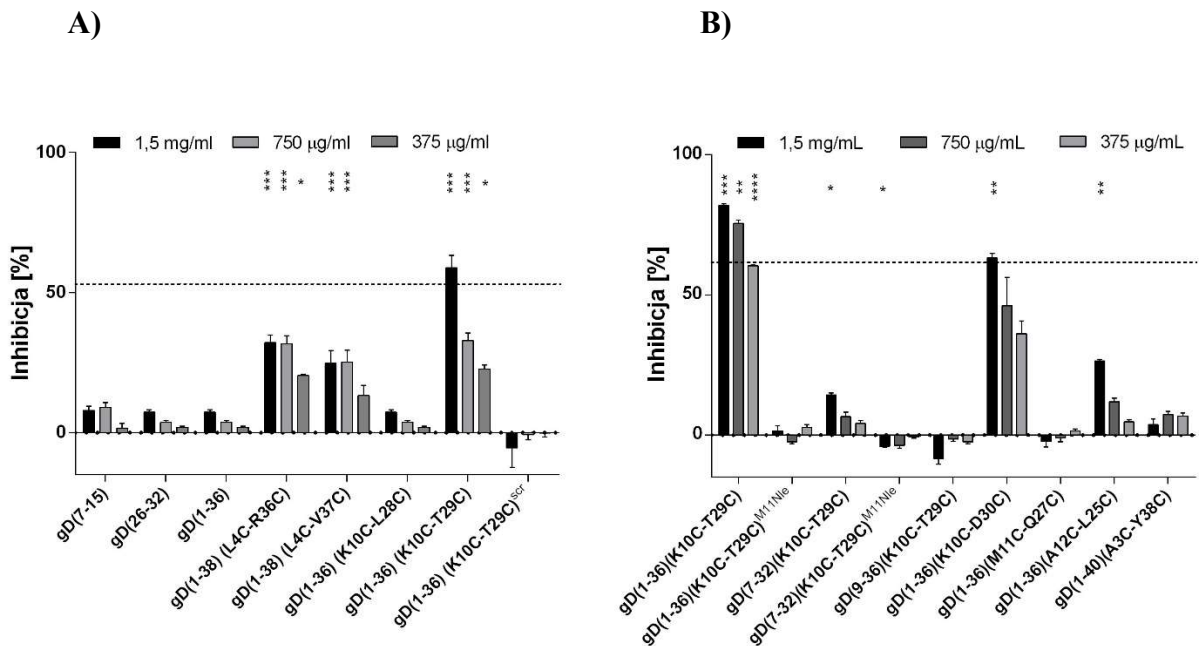 A)
1,5 mg/ml 750 µg/ml 375 µg/ml
100
50
0
Inhibicja [%]
*** *** * *** *** *** *** *
gD(7-15)
gD(26-32)
gD(1-36)
gD(1-38) (L4C-R36C)
gD(1-38) (L4C-V37C)
gD(1-36) (K10C-L28C)
gD(1-36) (K10C-T29C)
gD(1-36) (K10C-T29C)scr
B)
1,5 mg/mL 750 µg/mL 375 µg/mL
100
50
0
Inhibicja [%]
*** ** **** * * ** **
gD(1-36)(K10C-T29C)
gD(1-36)(K10C-T29C)M11Nle
gD(7-32)(K10C-T29C)
gD(7-32)(K10C-T29C)M11Nle
gD(9-36)(K10C-T29C)
gD(1-36)(K10C-D30C)
gD(1-36)(M11C-Q27C)
gD(1-36)(A12C-L25C)
gD(1-40)(A3C-Y38C)